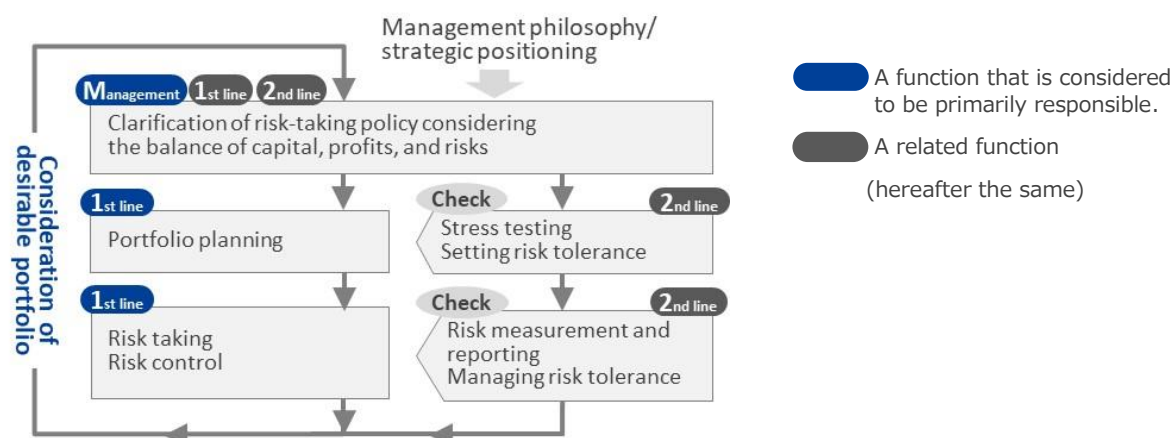 Management philosophy/
strategic positioning
Management 1st line 2nd line
Clarification of risk-taking policy considering
the balance of capital, profits, and risks
1st line
Portfolio planning
Check
2nd line
Stress testing
Setting risk tolerance
1st line
Risk taking
Risk control
Check
2nd line
Risk measurement and
reporting
Managing risk tolerance
Consideration of
desirable portfolio
A function that is considered
to be primarily responsible.
A related function
(hereafter the same)